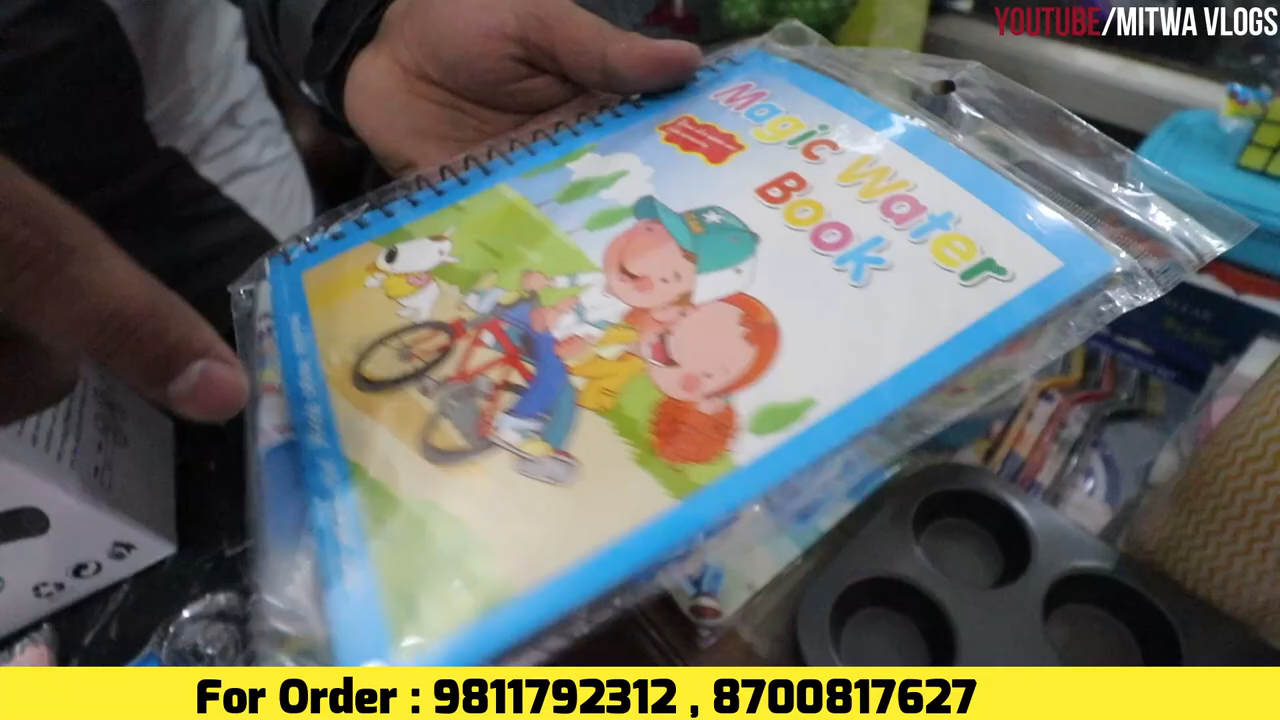 YOUTUBE/MITWA VLOGS
Magic Water
Book
For Order : 9811792312 , 8700817627